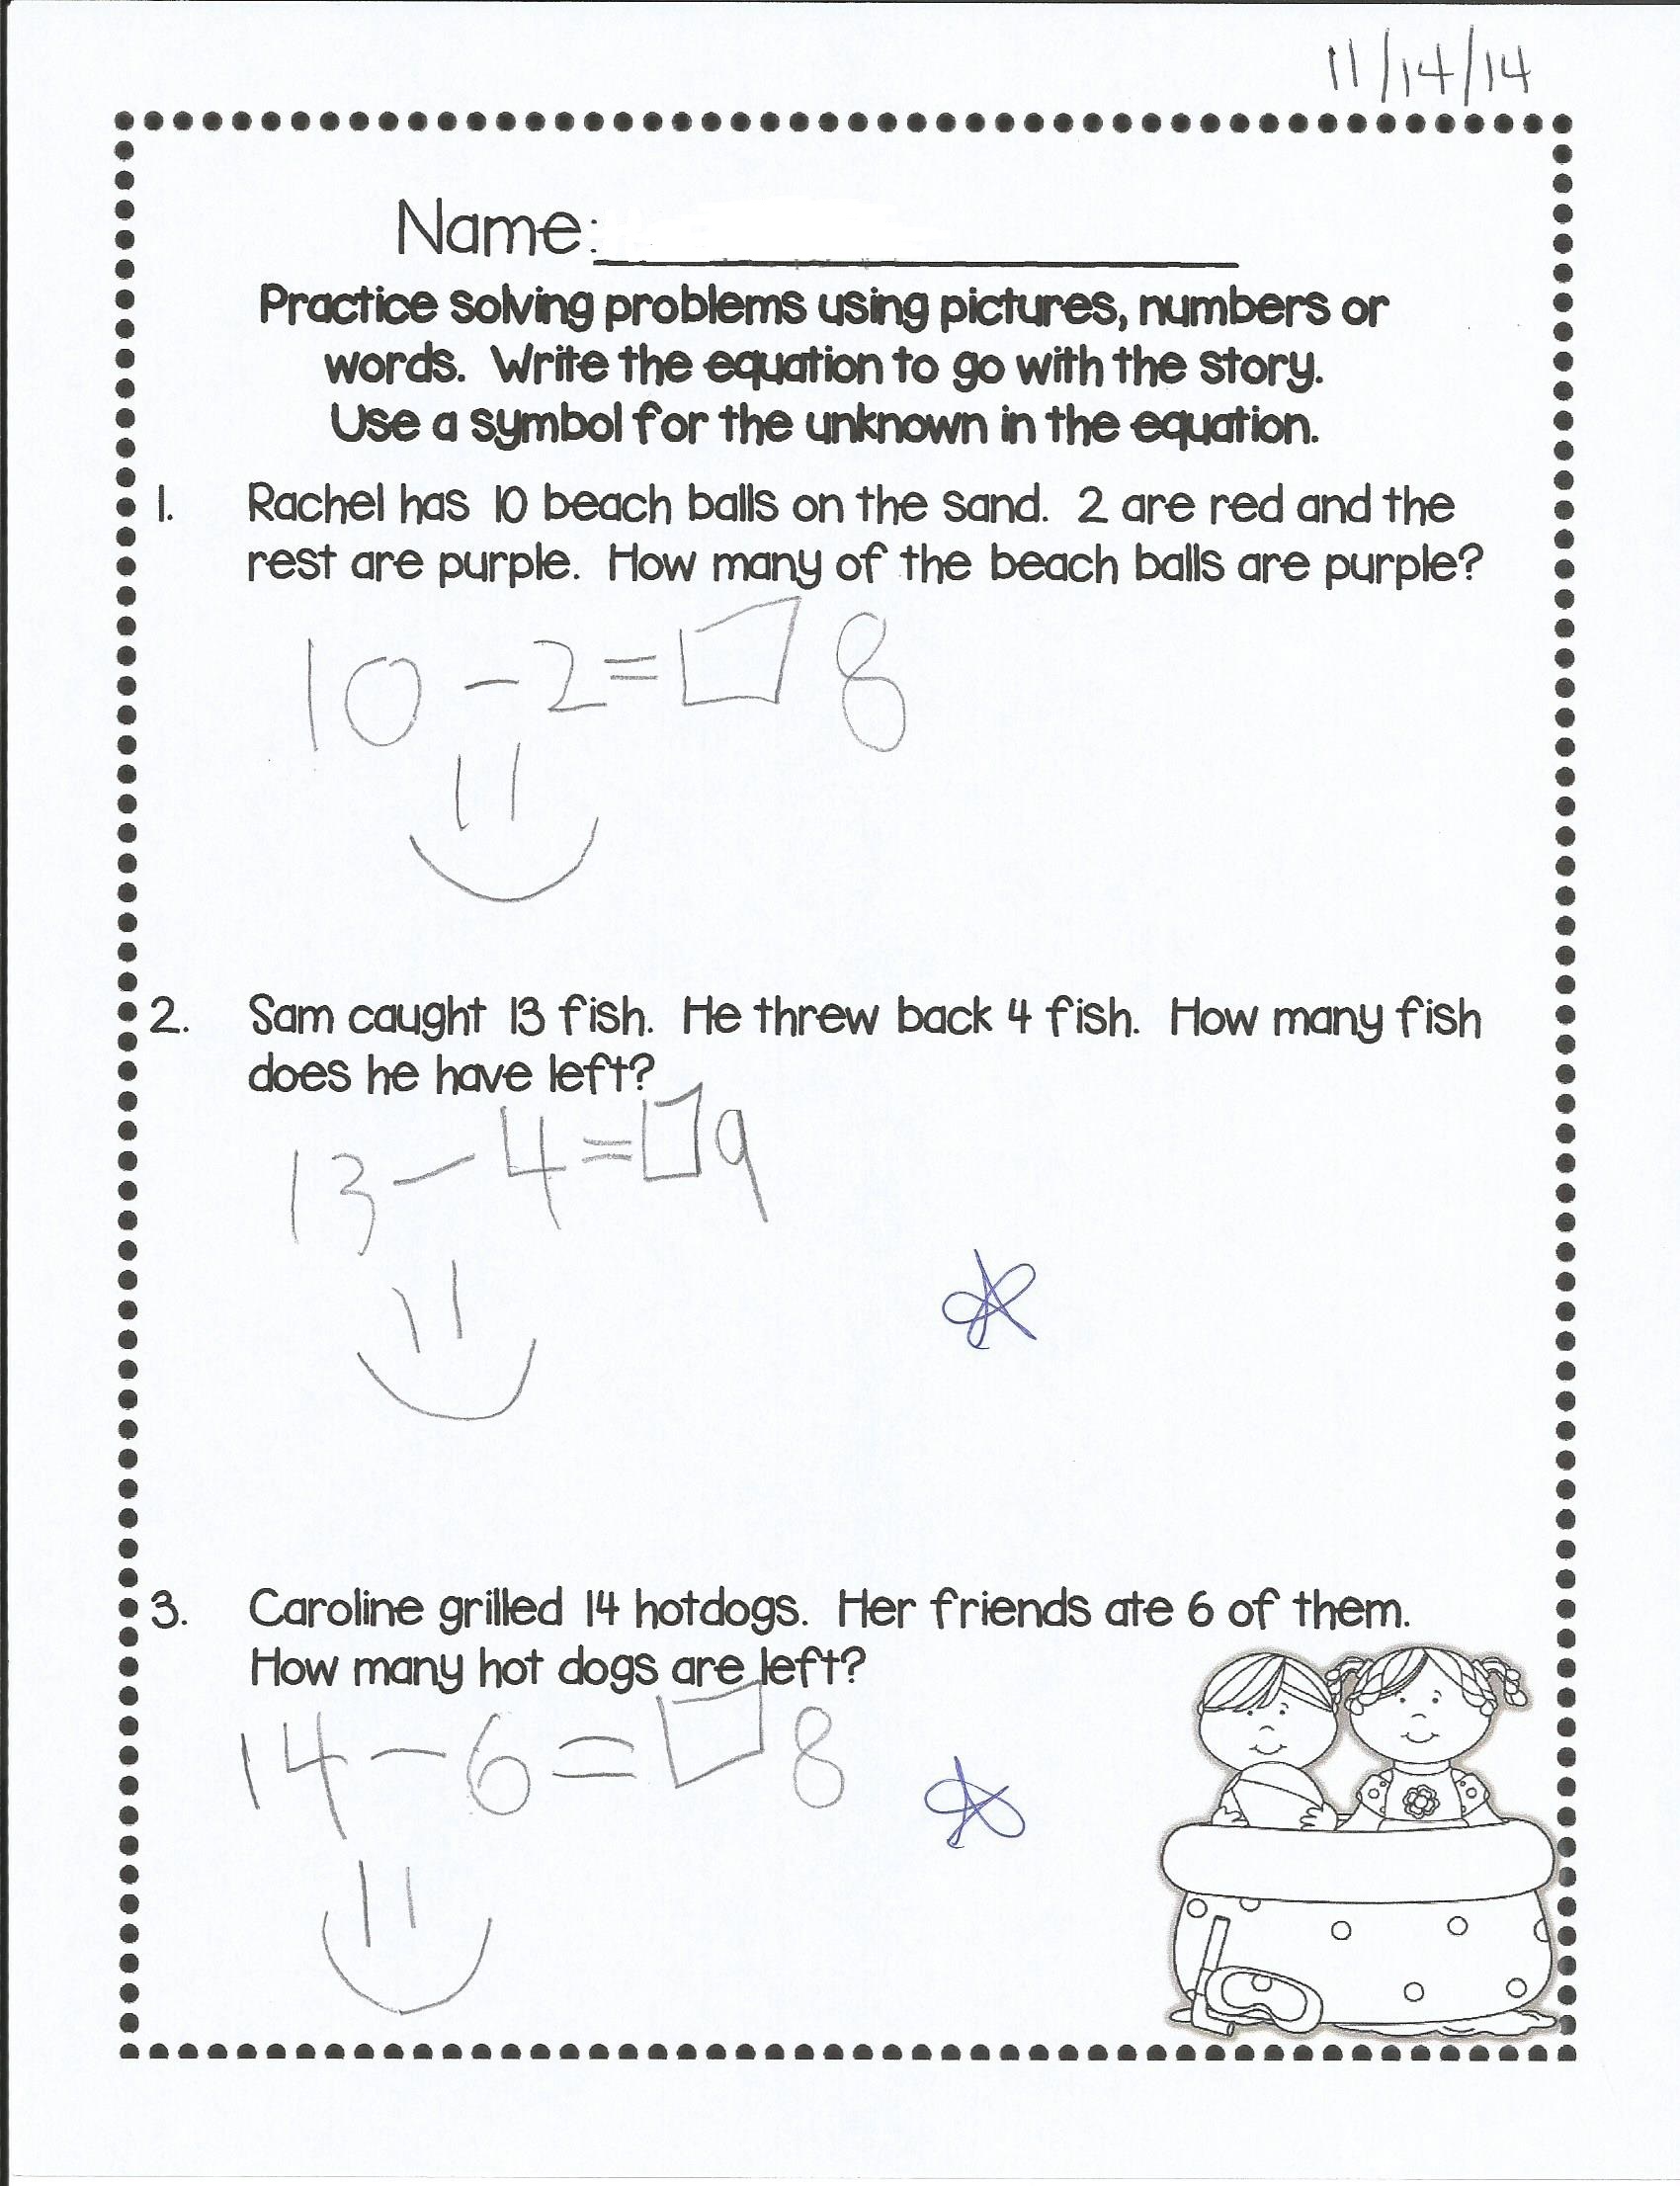 11/14/14
Name:
Practice solving problems using pictures, numbers or
words. Write the equation to go with the story.
Use a symbol for the unknown in the equation.
1. Rachel has 10 beach balls on the sand. 2 are red and the
rest are purple. How many of the beach balls are purple?
10 - 2 = □ 8
2. Sam caught 13 fish. He threw back 4 fish. How many fish
does he have left?
13 - 4 = □ 9
3. Caroline grilled 14 hotdogs. Her friends ate 6 of them.
How many hot dogs are left?
14 - 6 = □ 8